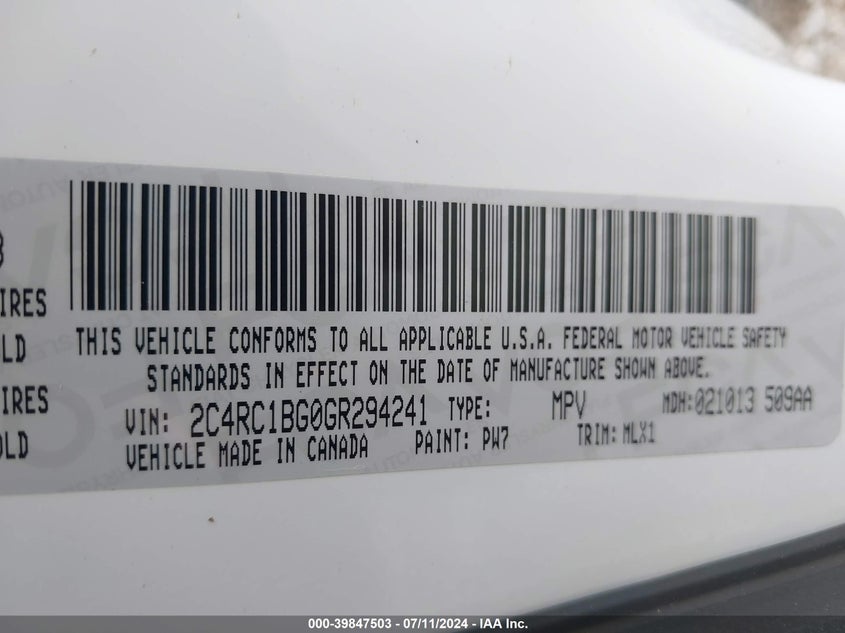 3
IRES
LD
IRES
OLD
THIS VEHICLE CONFORMS TO ALL APPLICABLE U.S.A. FEDERAL MOTOR VEHICLE SAFETY
STANDARDS IN EFFECT ON THE DATE OF MANUFACTURE SHOWN ABOVE.
VIN: 2C4RC1BG0GR294241 TYPE: MPV MDH:021013 509AA
VEHICLE MADE IN CANADA PAINT: PW7 TRIM: MLX1
000-39847503 - 07/11/2024 - IAA Inc.